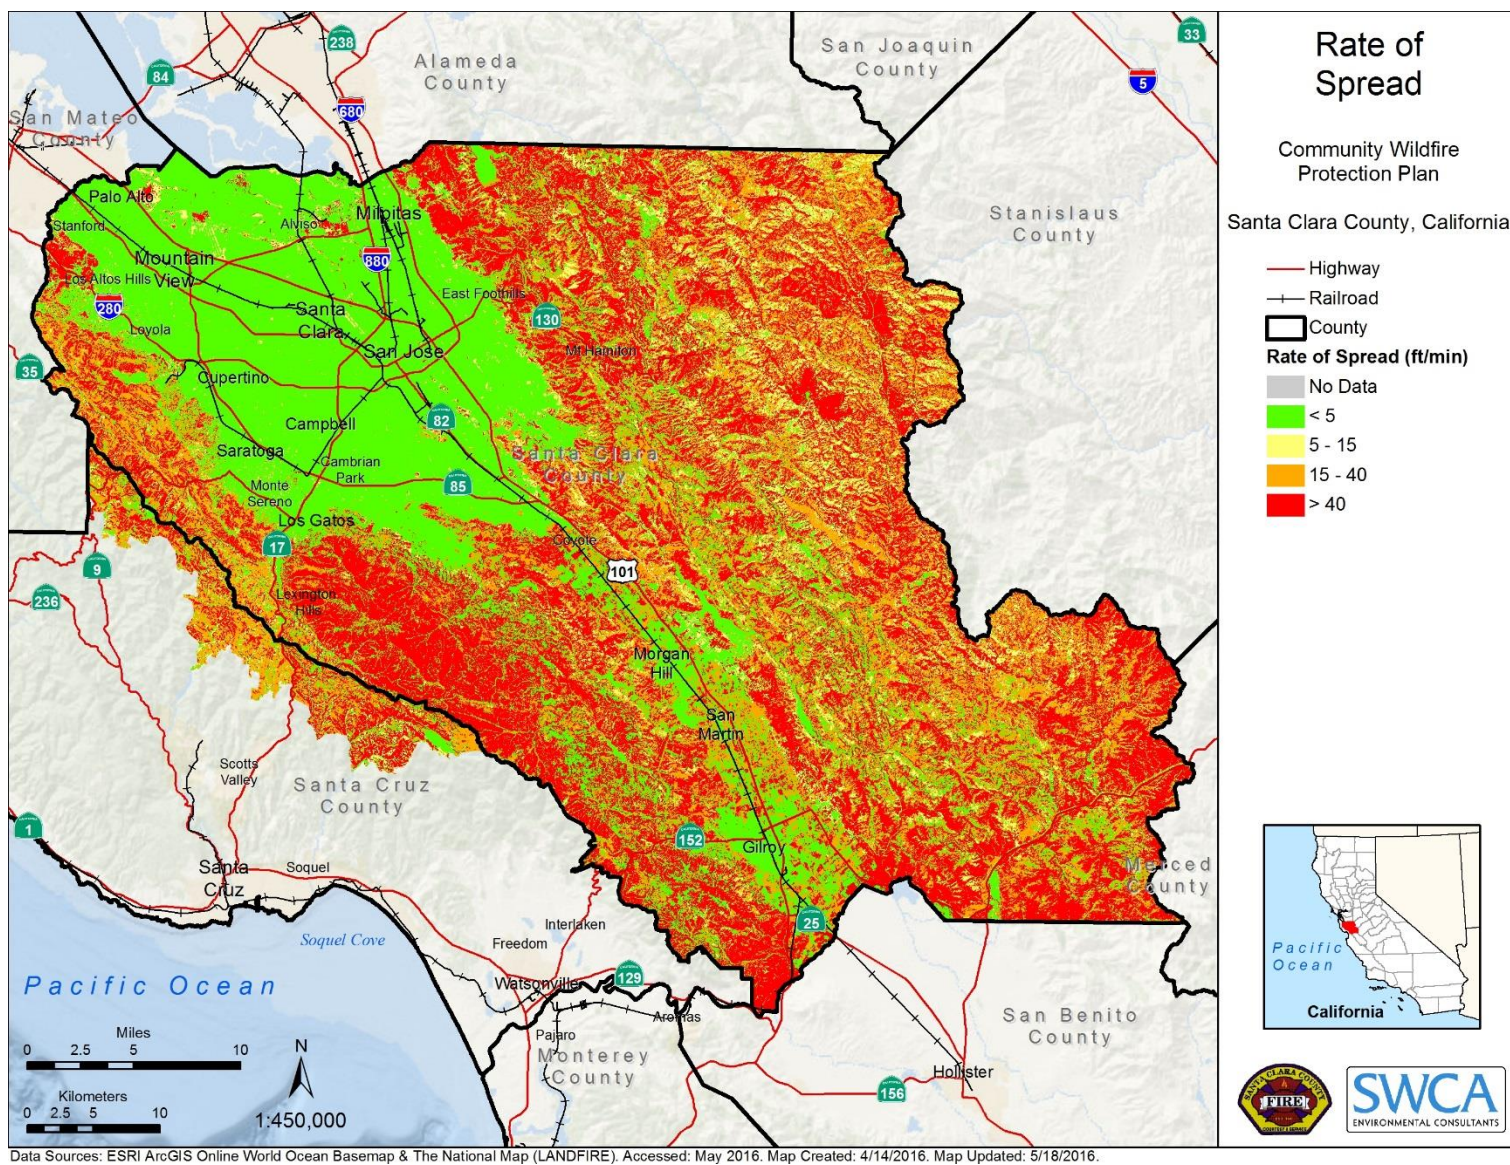 Rate of
Spread
Community Wildfire
Protection Plan
Santa Clara County, California
Highway
Railroad
County
Rate of Spread (ft/min)
No Data
< 5
5 - 15
15 - 40
> 40
238
84
680
Alameda
County
San Joaquin
County
33
5
San Mateo
County
Palo Alto
Stanford
Alviso
Milpitas
Stanislaus
County
Mountain
View
Los Altos Hills
880
280
East Foothills
130
Loyola
Santa
Clara
San Jose
Mt Hamilton
35
Cupertino
Campbell
82
Saratoga
Cambrian
Park
Santa Clara
County
85
Monte
Sereno
Los Gatos
17
Coyote
101
9
236
Lexington
Hills
Morgan
Hill
San
Martin
Scotts
Valley
Santa Cruz
County
1
152
Gilroy
Merced
County
Santa
Cruz
Soquel
25
Soquel Cove
Interlaken
Freedom
Pacific Ocean
Watsonville
129
Aromas
Pajaro
Monterey
County
San Benito
County
Hollister
156
Miles
0 2.5 5 10
Kilometers
0 2.5 5 10
N
1:450,000
Pacific
Ocean
California
SANTA CLARA COUNTY
FIRE
COURTESY & SERVICE
SWCA
ENVIRONMENTAL CONSULTANTS
Data Sources: ESRI ArcGIS Online World Ocean Basemap & The National Map (LANDFIRE). Accessed: May 2016. Map Created: 4/14/2016. Map Updated: 5/18/2016.